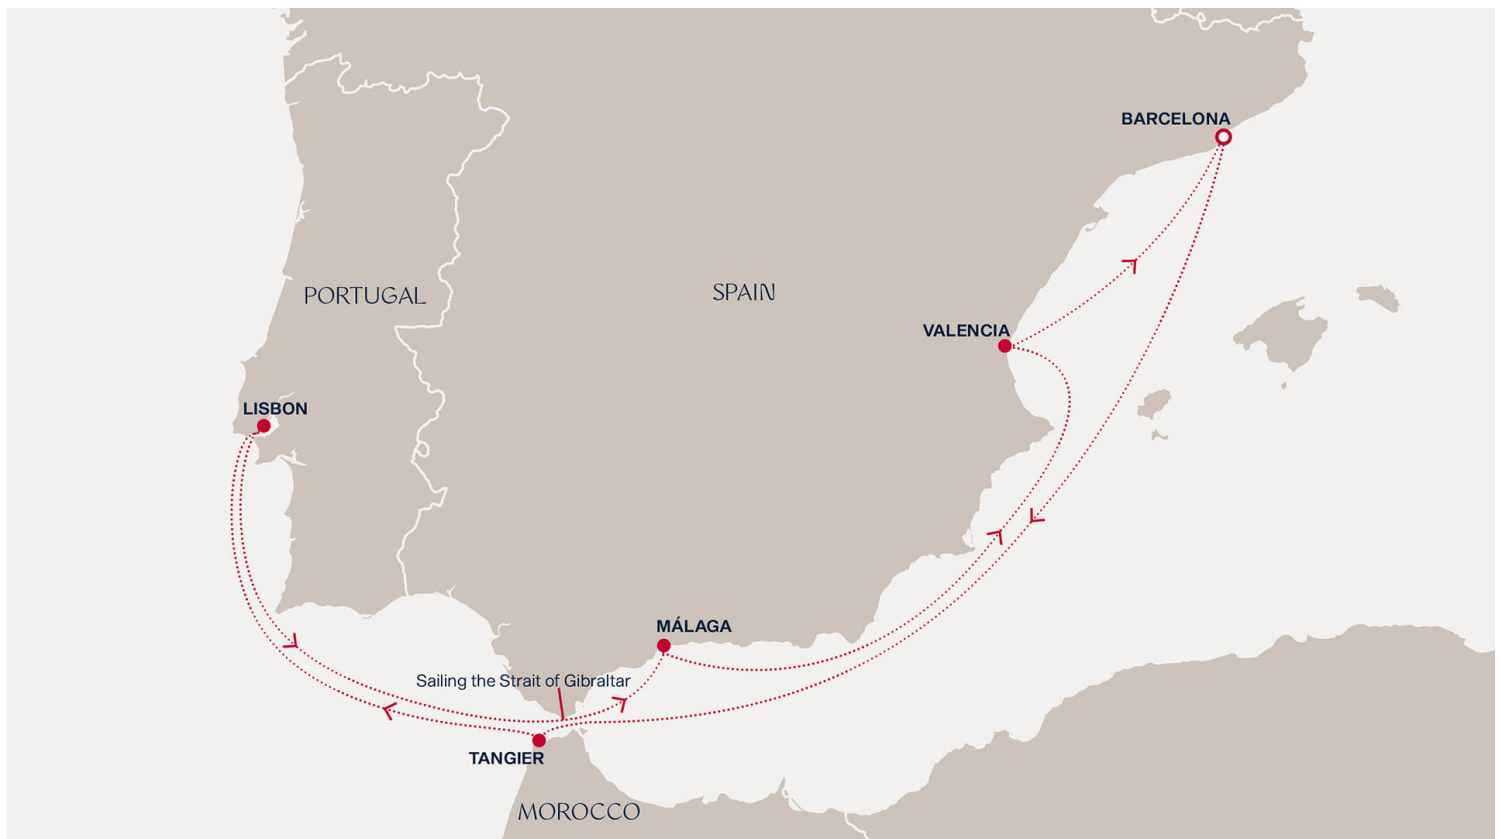 BARCELONA
PORTUGAL
SPAIN
VALENCIA
LISBON
MÁLAGA
Sailing the Strait of Gibraltar
TANGIER
MOROCCO